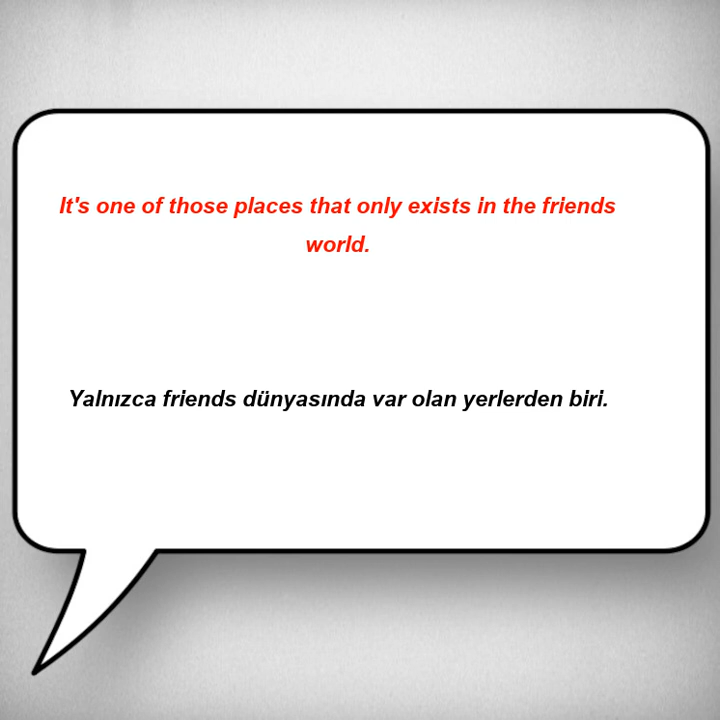 It's one of those places that only exists in the friends
world.
Yalnızca friends dünyasında var olan yerlerden biri.